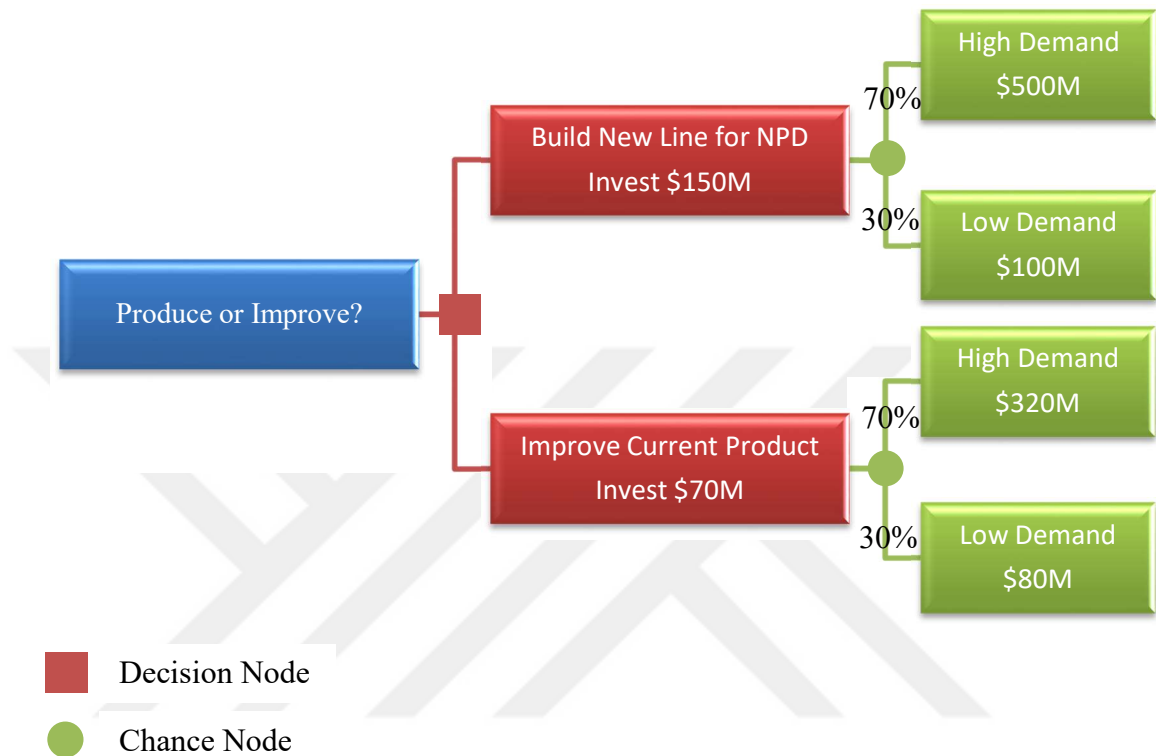 High Demand
$500M
70%
Build New Line for NPD
Invest $150M
30%
Low Demand
$100M
Produce or Improve?
High Demand
$320M
70%
Improve Current Product
Invest $70M
30%
Low Demand
$80M
Decision Node
Chance Node